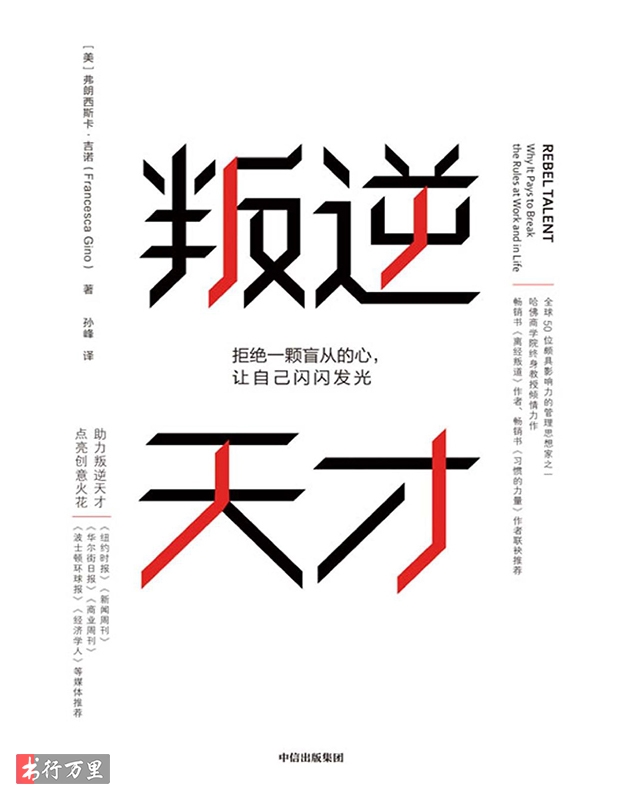 叛逆
天才
拒绝一颗盲从的心，
让自己闪闪发光
[美]弗朗西斯卡·吉诺(Francesca Gino) 著
孙峰 译
REBEL TALENT
Why It Pays to Break
the Rules at Work and in Life
全球50位颇具影响力的管理思想家之一
哈佛商学院终身教授倾情力作
畅销书《离经叛道》作者、畅销书《习惯的力量》作者联袂推荐
助力叛逆天才
点亮创意火花
《纽约时报》《新闻周刊》
《华尔街日报》《商业周刊》
《波士顿环球报》《经济学人》等媒体推荐
中信出版集团
书行万里